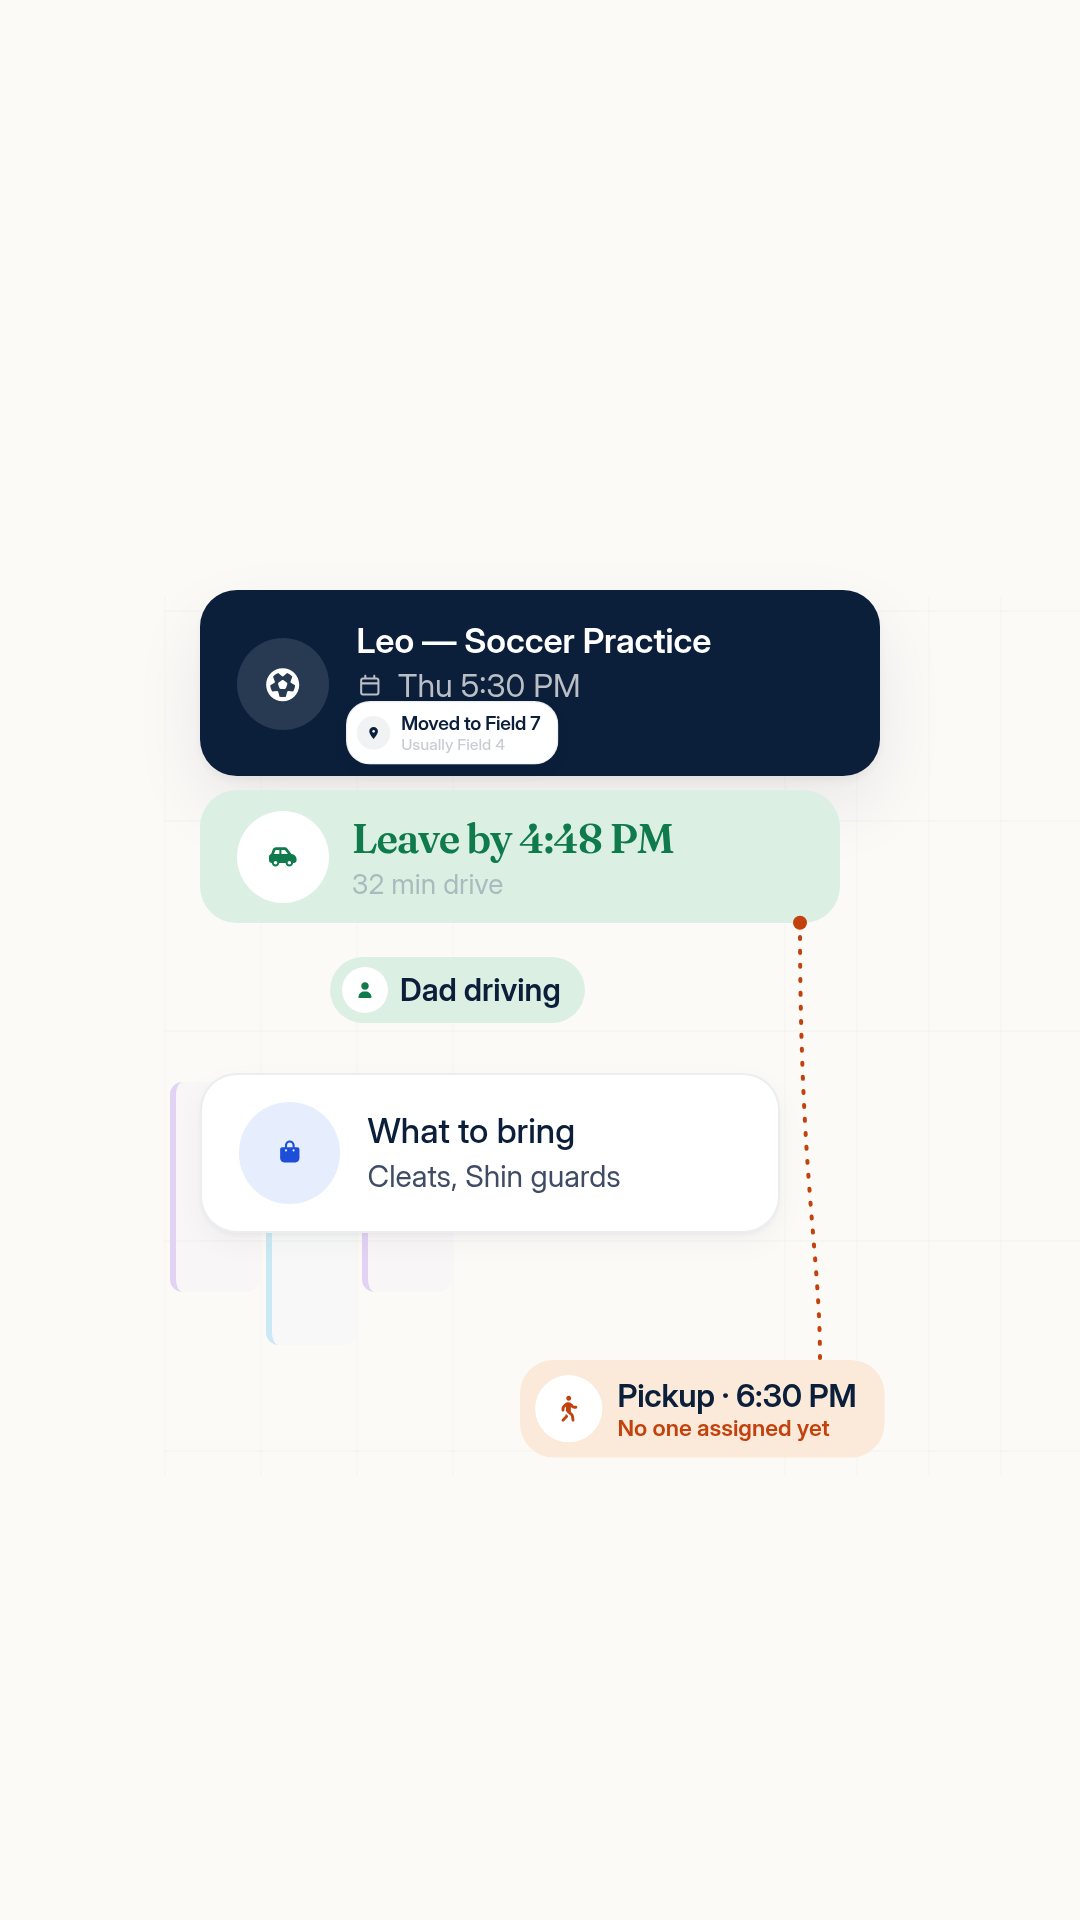 Leo — Soccer Practice
Thu 5:30 PM
Moved to Field 7
Usually Field 4
Leave by 4:48 PM
32 min drive
Dad driving
What to bring
Cleats, Shin guards
Pickup · 6:30 PM
No one assigned yet